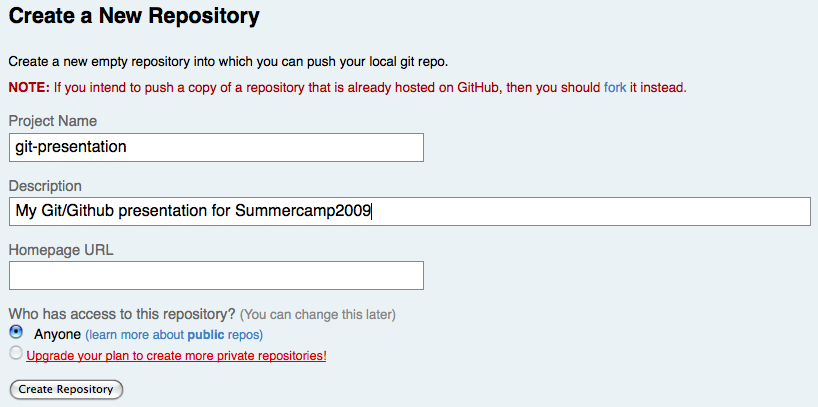 Create a New Repository
Create a new empty repository into which you can push your local git repo.
NOTE: If you intend to push a copy of a repository that is already hosted on GitHub, then you should fork it instead.
Project Name
git-presentation
Description
My Git/Github presentation for Summercamp2009
Homepage URL
Who has access to this repository? (You can change this later)
Anyone (learn more about public repos)
Upgrade your plan to create more private repositories!
Create Repository